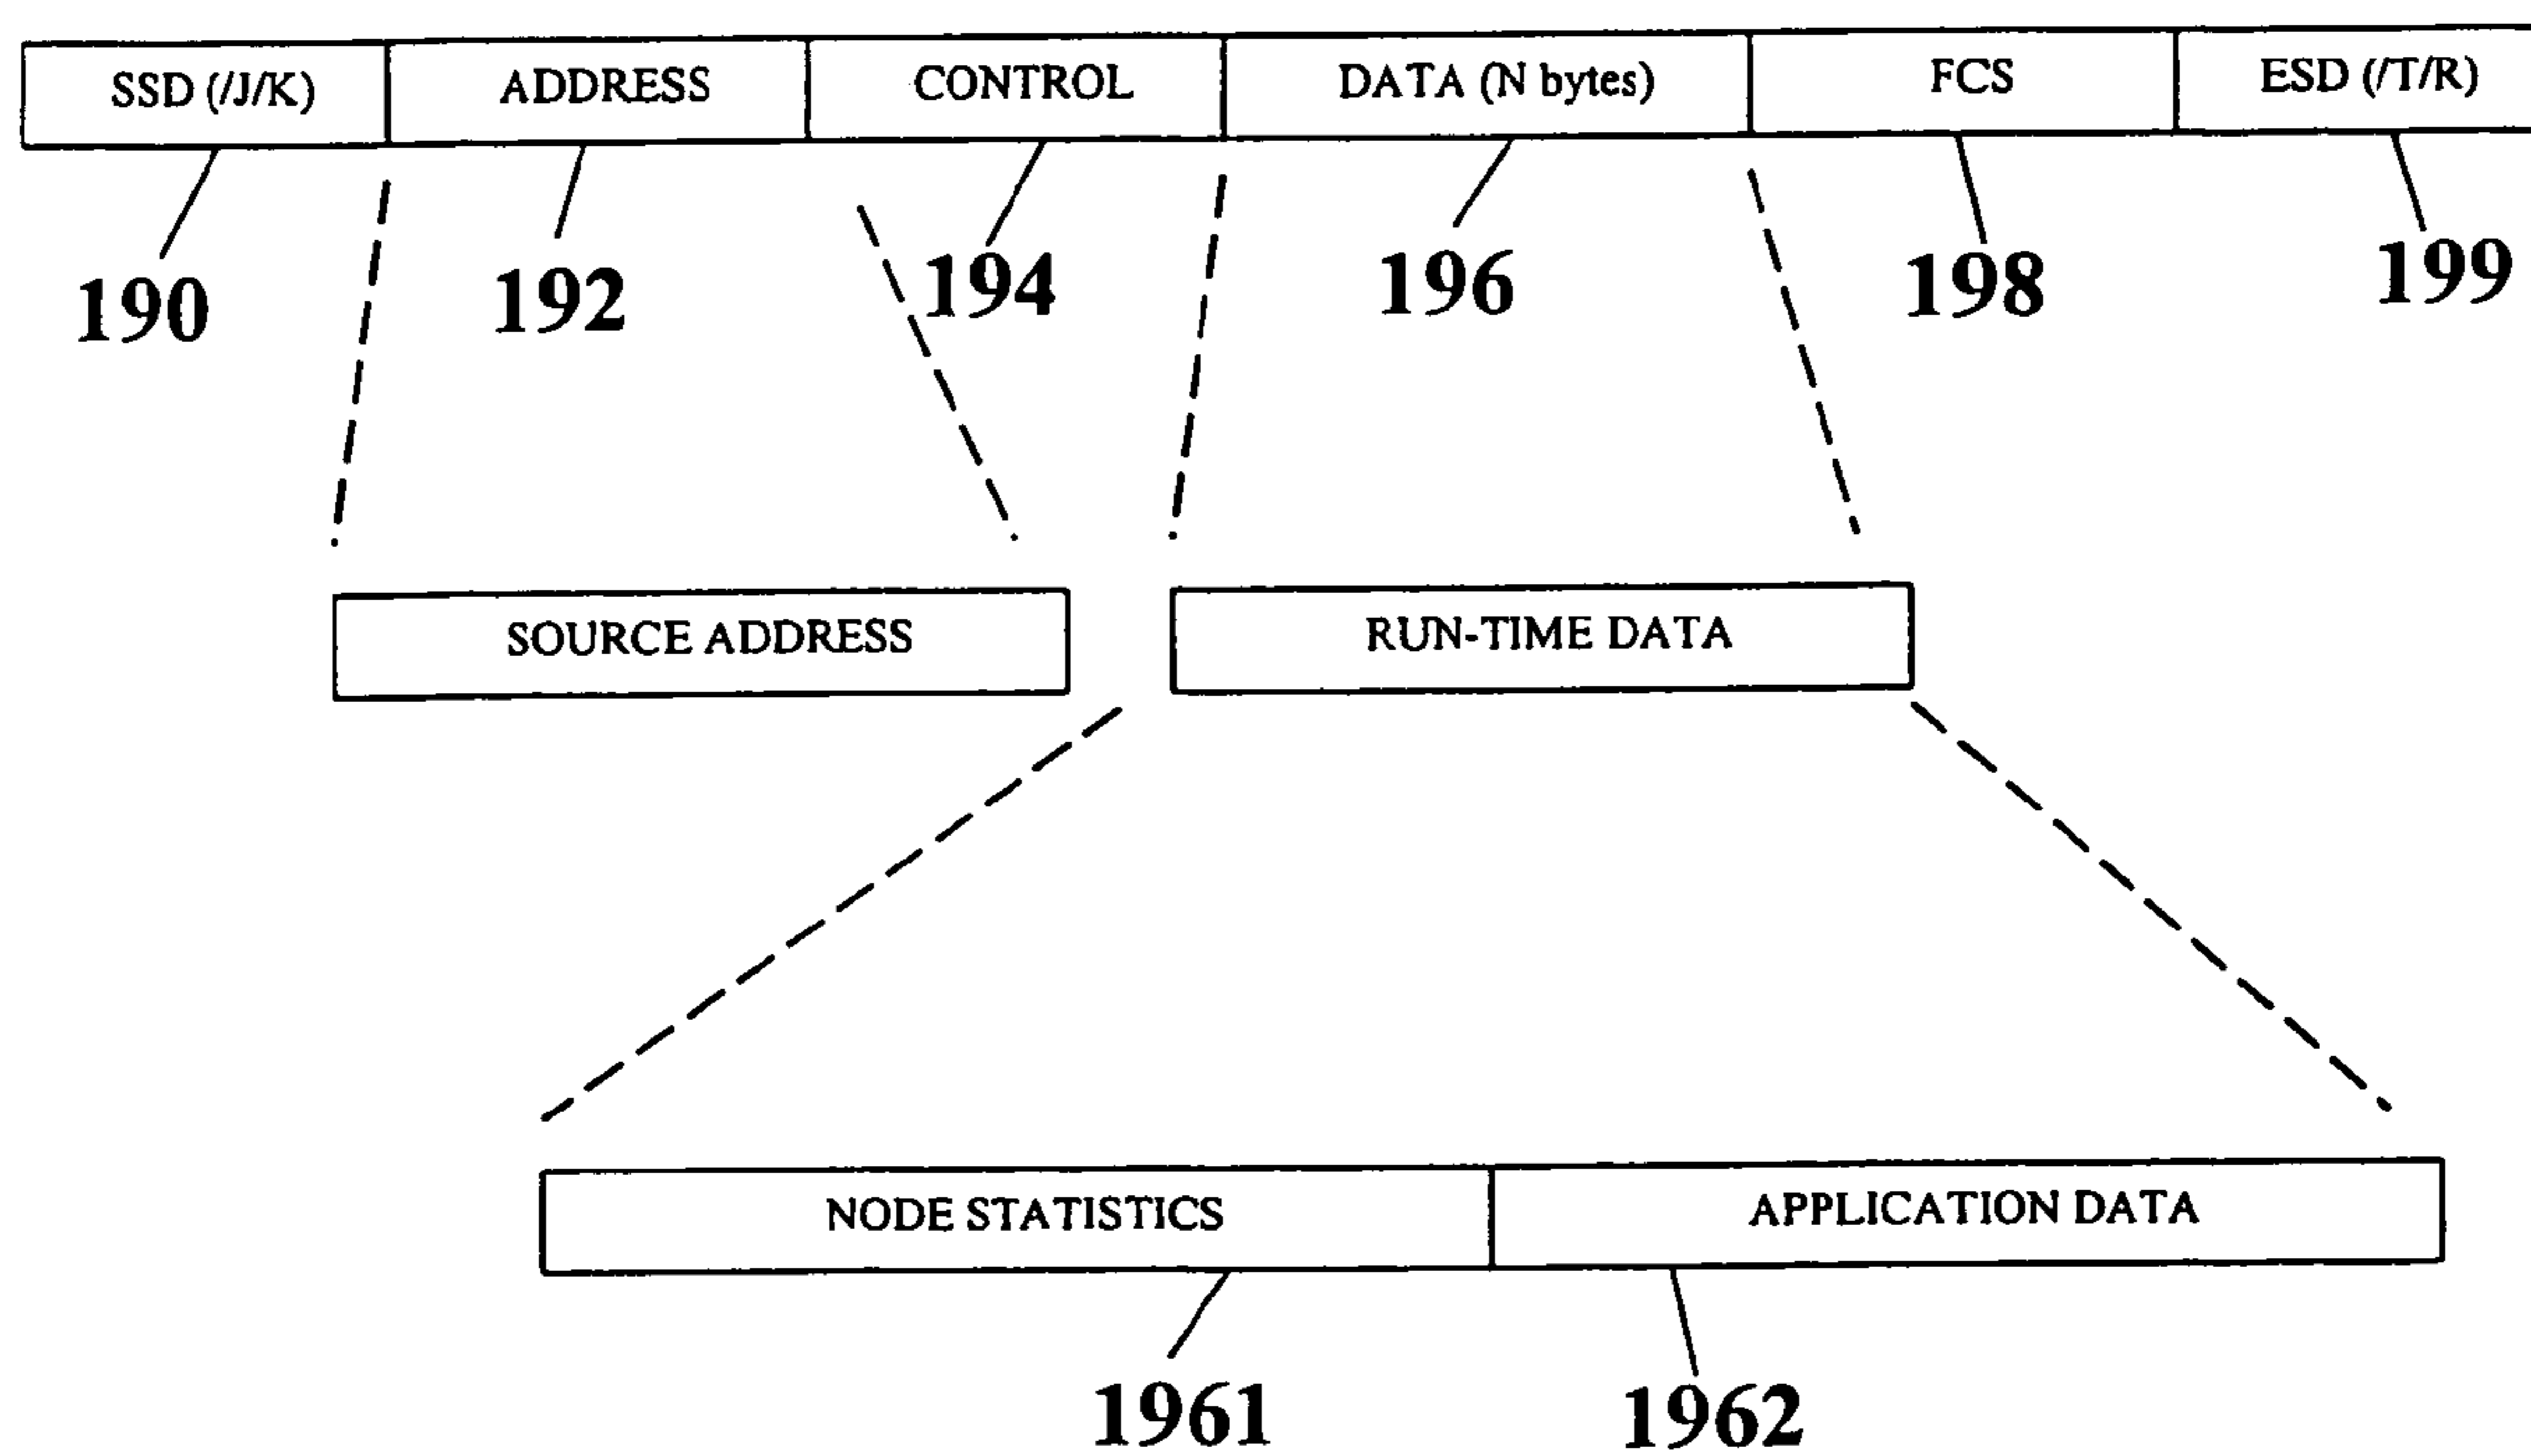 SSD (/J/K) ADDRESS CONTROL DATA (N bytes) FCS ESD (/T/R)
190 192 194 196 198 199
SOURCE ADDRESS RUN-TIME DATA
NODE STATISTICS APPLICATION DATA
1961 1962